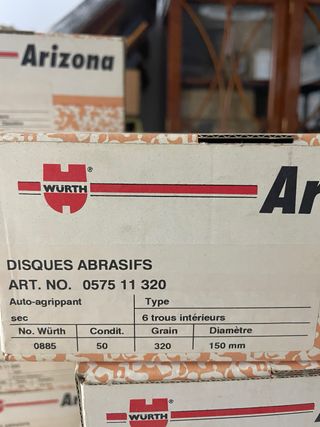 Arizona
WÜRTH
®
Ar
DISQUES ABRASIFS
ART. NO. 0575 11 320
Auto-agrippant Type
sec 6 trous intérieurs
No. Würth Condit. Grain Diamètre
0885 50 320 150 mm
WÜRTH
®